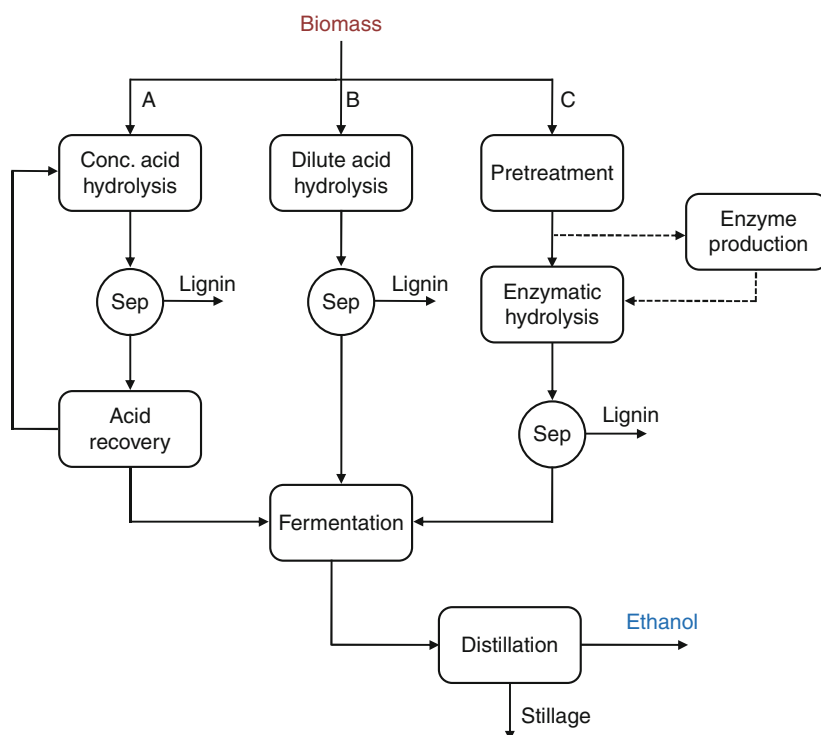 Biomass
A
B
C
Conc. acid
hydrolysis
Dilute acid
hydrolysis
Pretreatment
Enzyme
production
Sep
Lignin
Sep
Lignin
Enzymatic
hydrolysis
Acid
recovery
Sep
Lignin
Fermentation
Distillation
Ethanol
Stillage